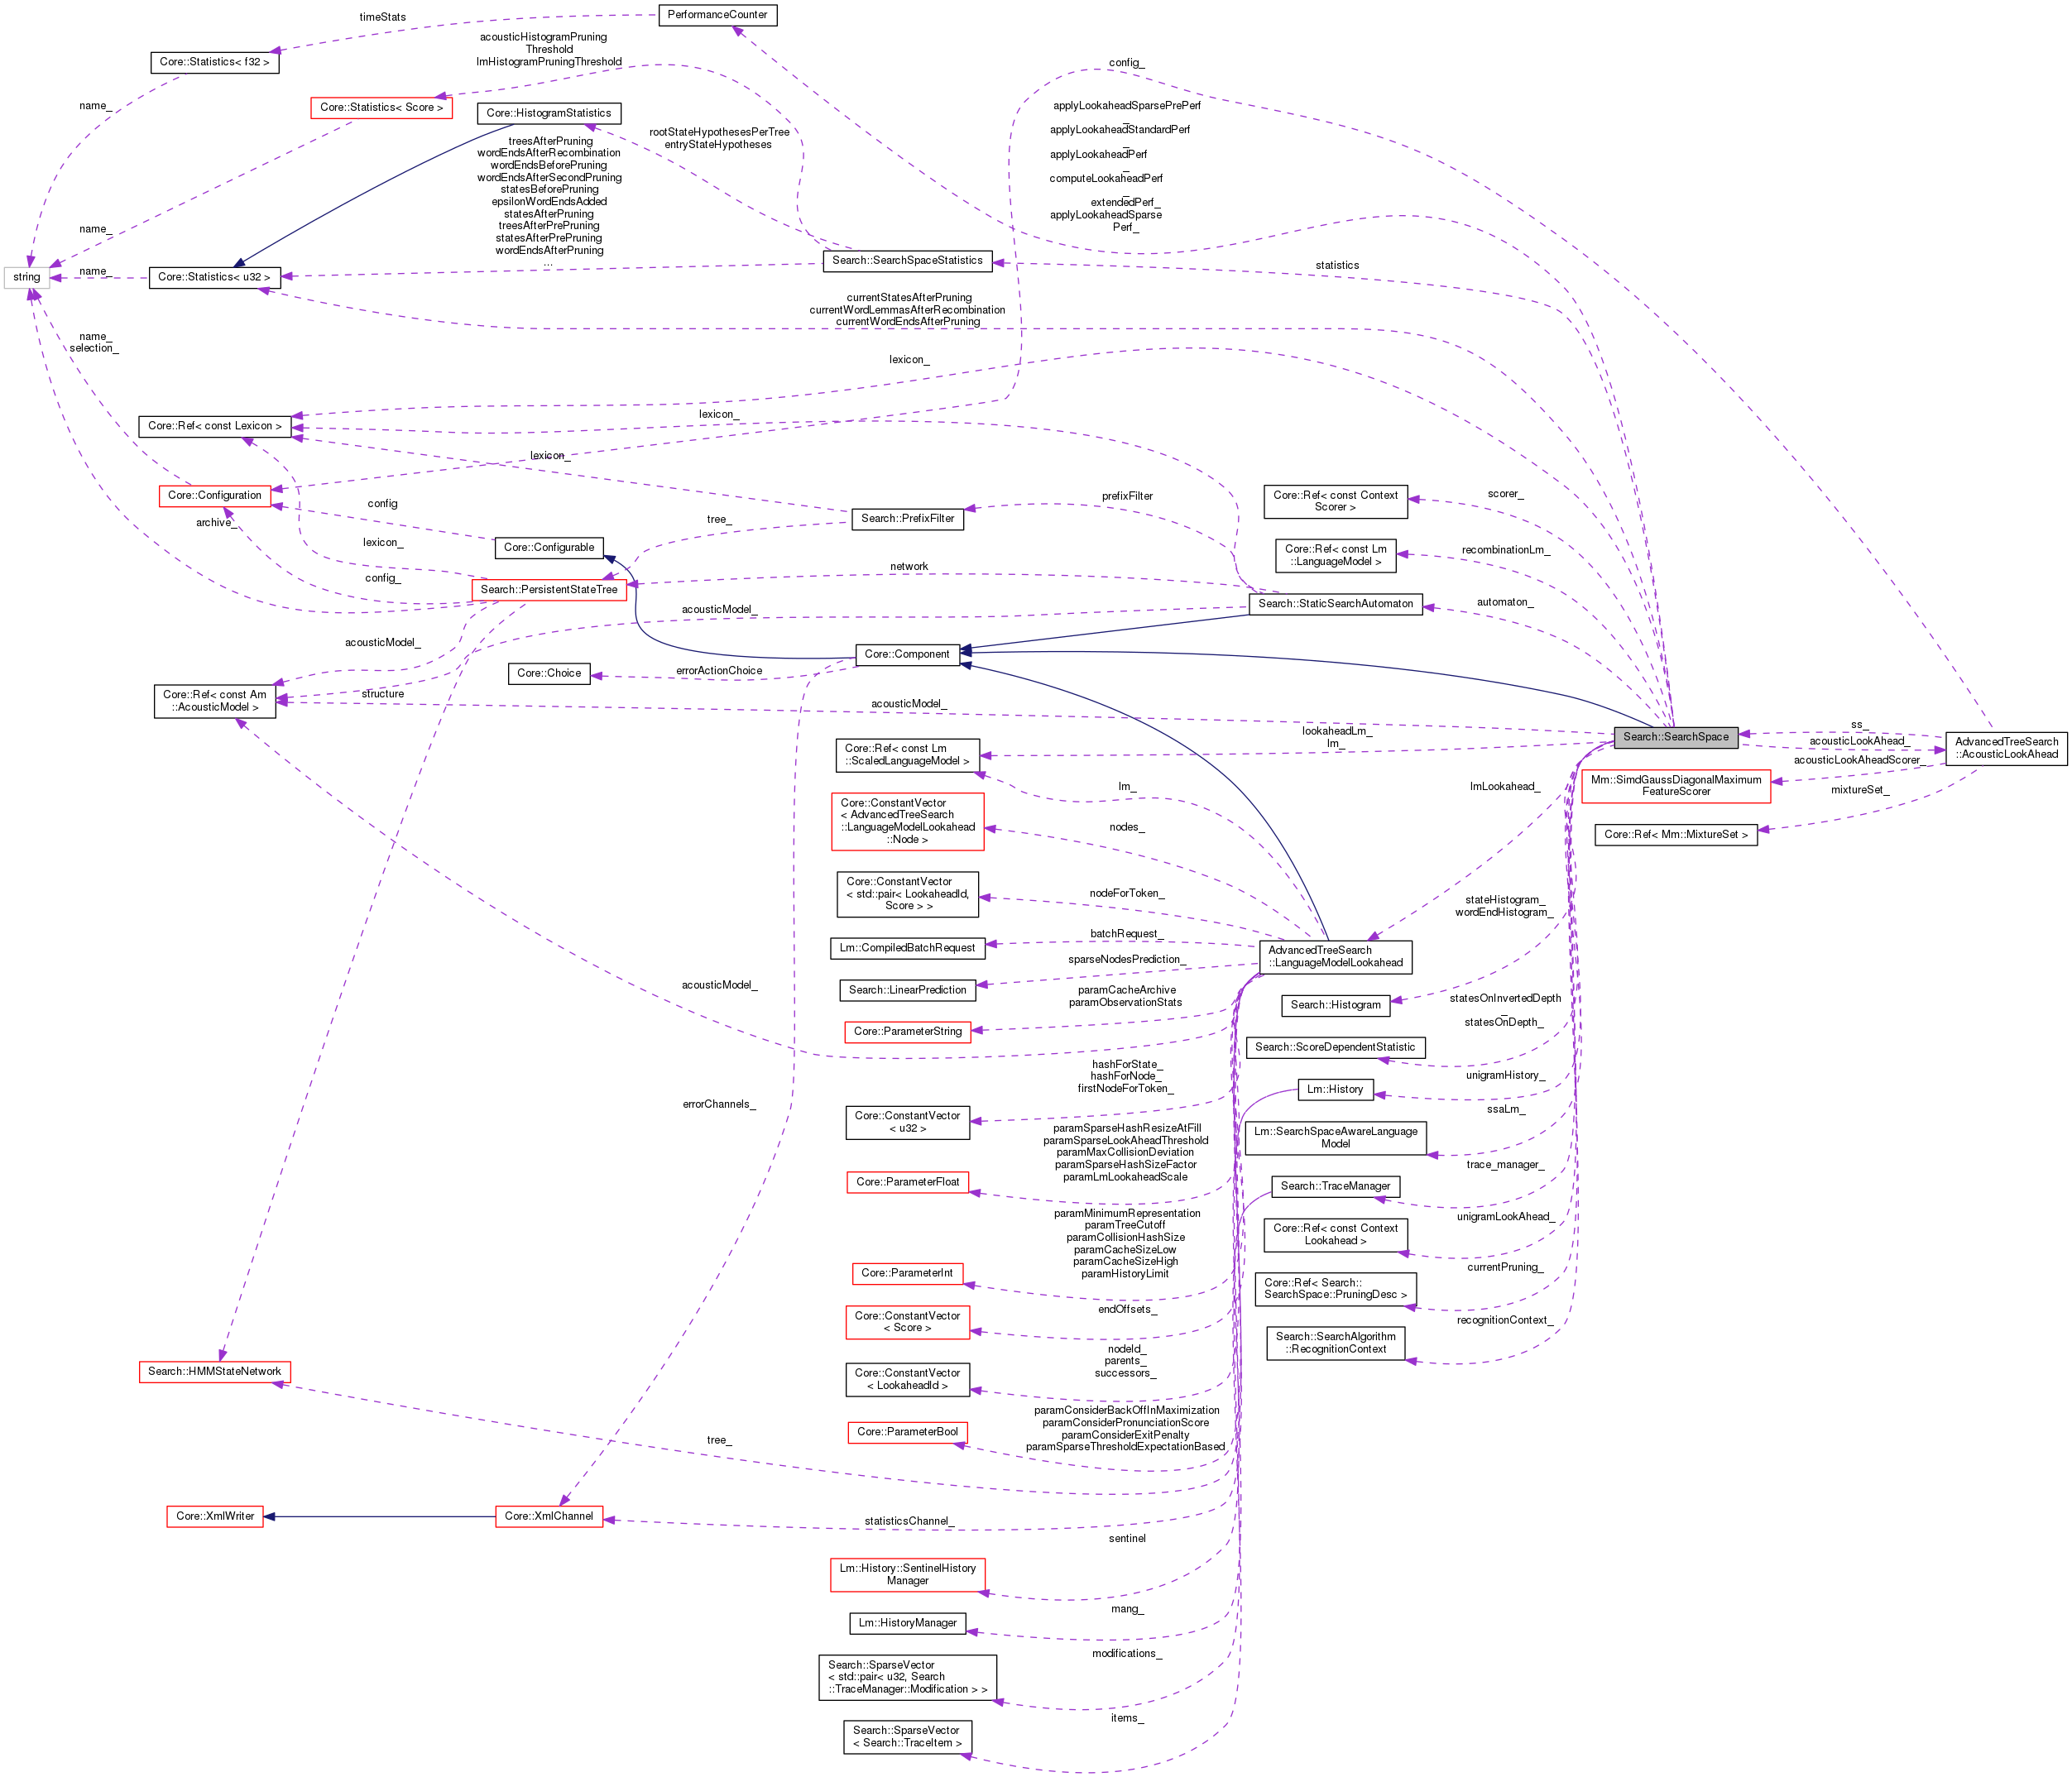 PerformanceCounter
timeStats
acousticHistogramPruning
Threshold
lmHistogramPruningThreshold
Core::Statistics< f32 >
config_
name_
Core::Statistics< Score >
Core::HistogramStatistics
applyLookaheadSparsePrePerf
_
applyLookaheadStandardPerf
_
applyLookaheadPerf
_
computeLookaheadPerf
_
extendedPerf_
applyLookaheadSparse
Perf_
rootStateHypothesesPerTree
entryStateHypotheses
treesAfterPruning
wordEndsAfterRecombination
wordEndsBeforePruning
wordEndsAfterSecondPruning
statesBeforePruning
epsilonWordEndsAdded
statesAfterPruning
treesAfterPrePruning
statesAfterPrePruning
wordEndsAfterPruning
...
name_
Search::SearchSpaceStatistics
statistics
string
name_
Core::Statistics< u32 >
currentStatesAfterPruning
currentWordLemmasAfterRecombination
currentWordEndsAfterPruning
name_
selection_
lexicon_
Core::Ref< const Lexicon >
lexicon_
lexicon_
Core::Configuration
prefixFilter
Core::Ref< const Context
Scorer >
scorer_
archive_
config
tree_
Search::PrefixFilter
lexicon_
Core::Configurable
Core::Ref< const Lm
::LanguageModel >
recombinationLm_
config_
network
Search::PersistentStateTree
acousticModel_
Search::StaticSearchAutomaton
automaton_
acousticModel_
Core::Component
errorActionChoice
Core::Choice
Core::Ref< const Am
::AcousticModel >
structure
acousticModel_
lookaheadLm_
lm_
Search::SearchSpace
ss_
acousticLookAhead_
AdvancedTreeSearch
::AcousticLookAhead
Core::Ref< const Lm
::ScaledLanguageModel >
acousticLookAheadScorer_
Mm::SimdGaussDiagonalMaximum
FeatureScorer
lm_
lmLookahead_
mixtureSet_
Core::ConstantVector
< AdvancedTreeSearch
::LanguageModelLookahead
::Node >
nodes_
Core::Ref< Mm::MixtureSet >
Core::ConstantVector
< std::pair< LookaheadId,
Score > >
nodeForToken_
stateHistogram_
wordEndHistogram_
batchRequest_
Lm::CompiledBatchRequest
AdvancedTreeSearch
::LanguageModelLookahead
sparseNodesPrediction_
Search::LinearPrediction
acousticModel_
paramCacheArchive
paramObservationStats
Search::Histogram
statesOnInvertedDepth
_
statesOnDepth_
Core::ParameterString
Search::ScoreDependentStatistic
hashForState_
hashForNode_
firstNodeForToken_
unigramHistory_
Lm::History
errorChannels_
Core::ConstantVector
< u32 >
ssaLm_
Lm::SearchSpaceAwareLanguage
Model
paramSparseHashResizeAtFill
paramSparseLookAheadThreshold
paramMaxCollisionDeviation
paramSparseHashSizeFactor
paramLmLookaheadScale
trace_manager_
Core::ParameterFloat
Search::TraceManager
paramMinimumRepresentation
paramTreeCutoff
paramCollisionHashSize
paramCacheSizeLow
paramCacheSizeHigh
paramHistoryLimit
unigramLookAhead_
Core::Ref< const Context
Lookahead >
Core::ParameterInt
currentPruning_
Core::Ref< Search::
SearchSpace::PruningDesc >
Core::ConstantVector
< Score >
endOffsets_
recognitionContext_
Search::SearchAlgorithm
::RecognitionContext
Search::HMMStateNetwork
Core::ConstantVector
< LookaheadId >
nodeId_
parents_
successors_
paramConsiderBackOffInMaximization
paramConsiderPronunciationScore
paramConsiderExitPenalty
paramSparseThresholdExpectationBased
Core::ParameterBool
tree_
Core::XmlWriter
Core::XmlChannel
statisticsChannel_
sentinel
Lm::History::SentinelHistory
Manager
mang_
Lm::HistoryManager
modifications_
Search::SparseVector
< std::pair< u32, Search
::TraceManager::Modification > >
items_
Search::SparseVector
< Search::TraceItem >